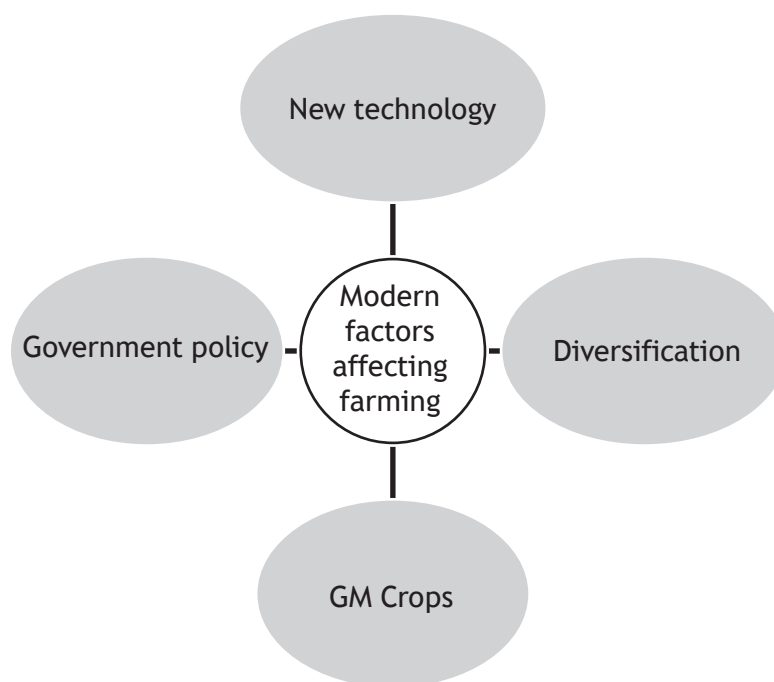 New technology
Government policy
Modern
factors
affecting
farming
Diversification
GM Crops